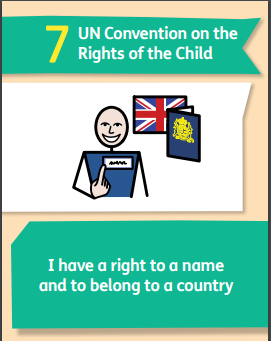 7
UN Convention on the
Rights of the Child
I have a right to a name
and to belong to a country